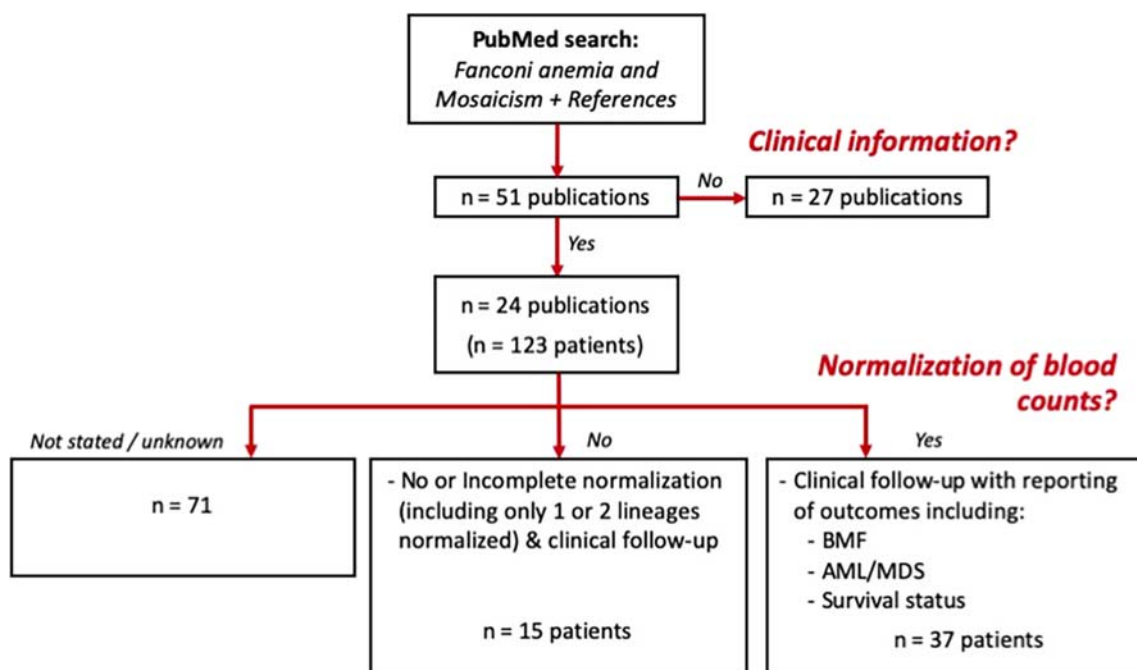 PubMed search:
Fanconi anemia and
Mosaicism + References
Clinical information?
n = 51 publications
No
n = 27 publications
Yes
n = 24 publications
(n = 123 patients)
Normalization of blood
counts?
Not stated / unknown
No
Yes
n = 71
- No or Incomplete normalization
(including only 1 or 2 lineages
normalized) & clinical follow-up
n = 15 patients
- Clinical follow-up with reporting
of outcomes including:
- BMF
- AML/MDS
- Survival status
n = 37 patients